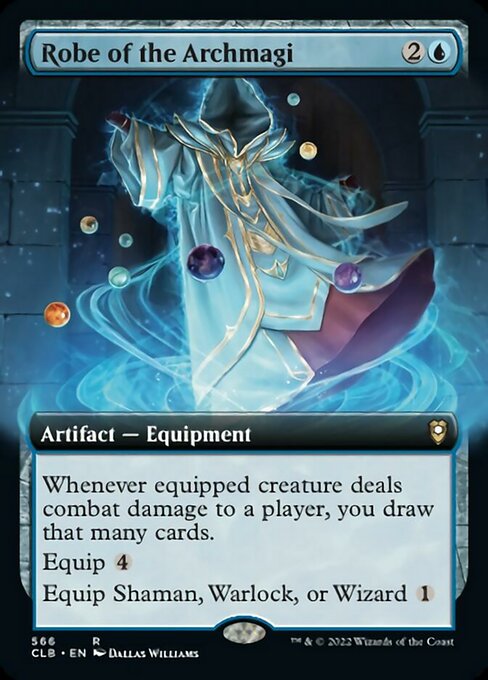 Robe of the Archmagi 2
Artifact — Equipment
Whenever equipped creature deals
combat damage to a player, you draw
that many cards.
Equip 4
Equip Shaman, Warlock, or Wizard 1
566 R
CLB • EN Dallas Williams
™ & © 2022 Wizards of the Coast